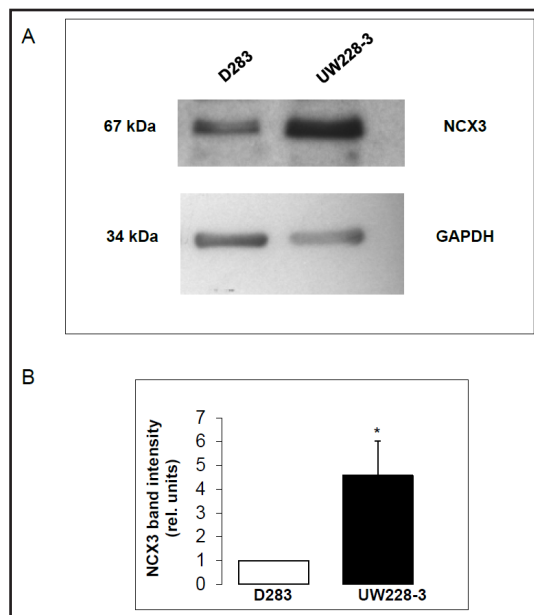 A
D283
UW228-3
67 kDa
NCX3
34 kDa
GAPDH
B
NCX3 band intensity
(rel. units)
7
6
5
4
3
2
1
0
*
D283
UW228-3